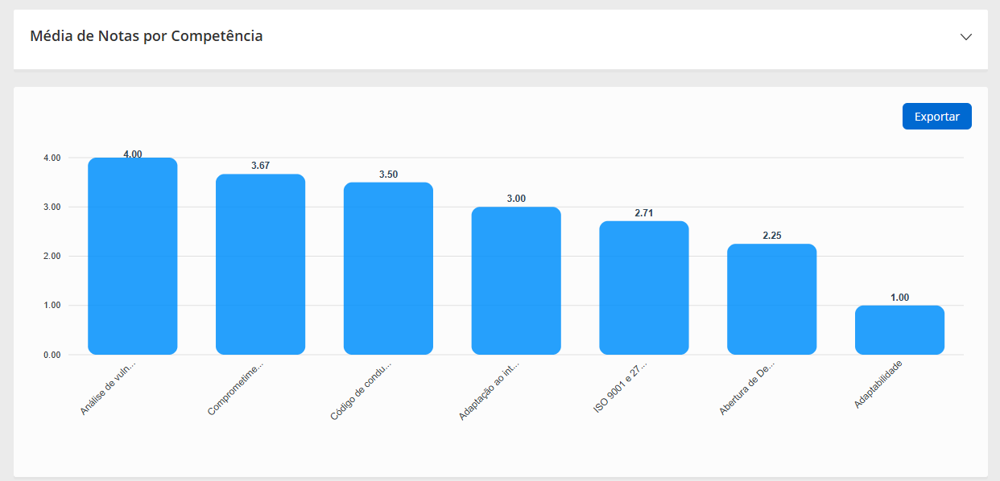 Média de Notas por Competência
Exportar
4.00
3.00
2.00
1.00
0.00
4.00
3.67
3.50
3.00
2.71
2.25
1.00
Análise de vuln...
Comprometime...
Código de condu...
Adaptação ao int...
ISO 9001 e 27...
Abertura de De...
Adaptabilidade